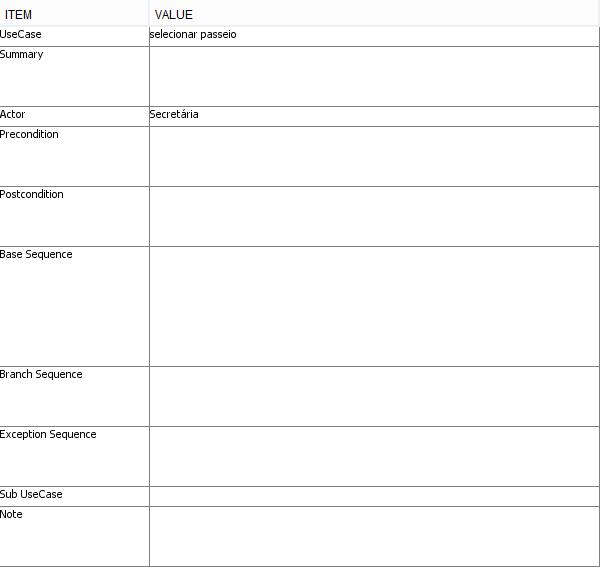 ITEM VALUE
UseCase selecionar passeio
Summary
Actor Secretária
Precondition
Postcondition
Base Sequence
Branch Sequence
Exception Sequence
Sub UseCase
Note